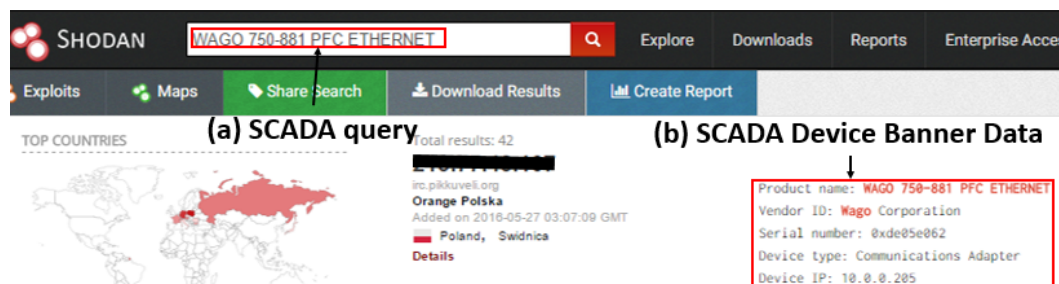 SHODAN
WAGO 750-881 PFC ETHERNET
Explore
Downloads
Reports
Enterprise
Exploits
Maps
Share Search
Download Results
Create Report
(a) SCADA query
(b) SCADA Device Banner Data
TOP COUNTRIES
Total results: 42
irc.pikkuveli.org
Orange Polska
Added on 2016-05-27 03:07:09 GMT
Poland, Swidnica
Details
Product name: WAGO 750-881 PFC ETHERNET
Vendor ID: Wago Corporation
Serial number: 0xde05e062
Device type: Communications Adapter
Device IP: 10.0.0.205